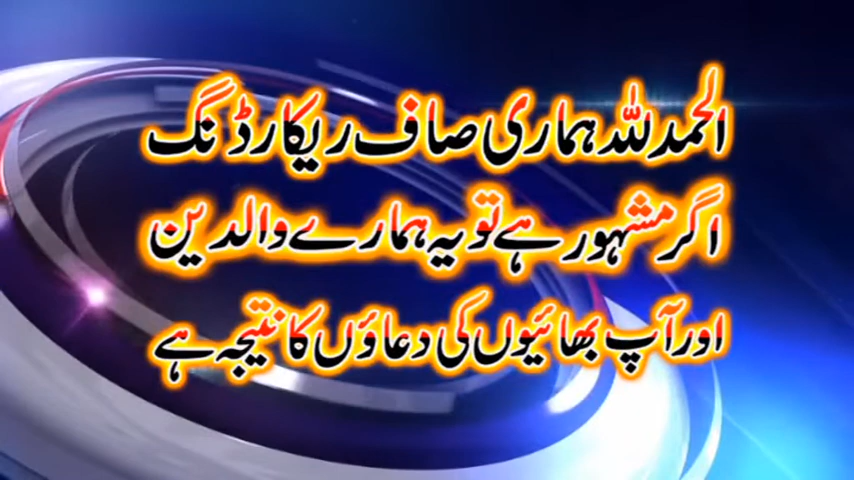 الحمدللہ ہماری صاف ریکارڈنگ
اگر مشہور ہے تو یہ ہمارے والدین
اور آپ بھائیوں کی دعاؤں کا نتیجہ ہے